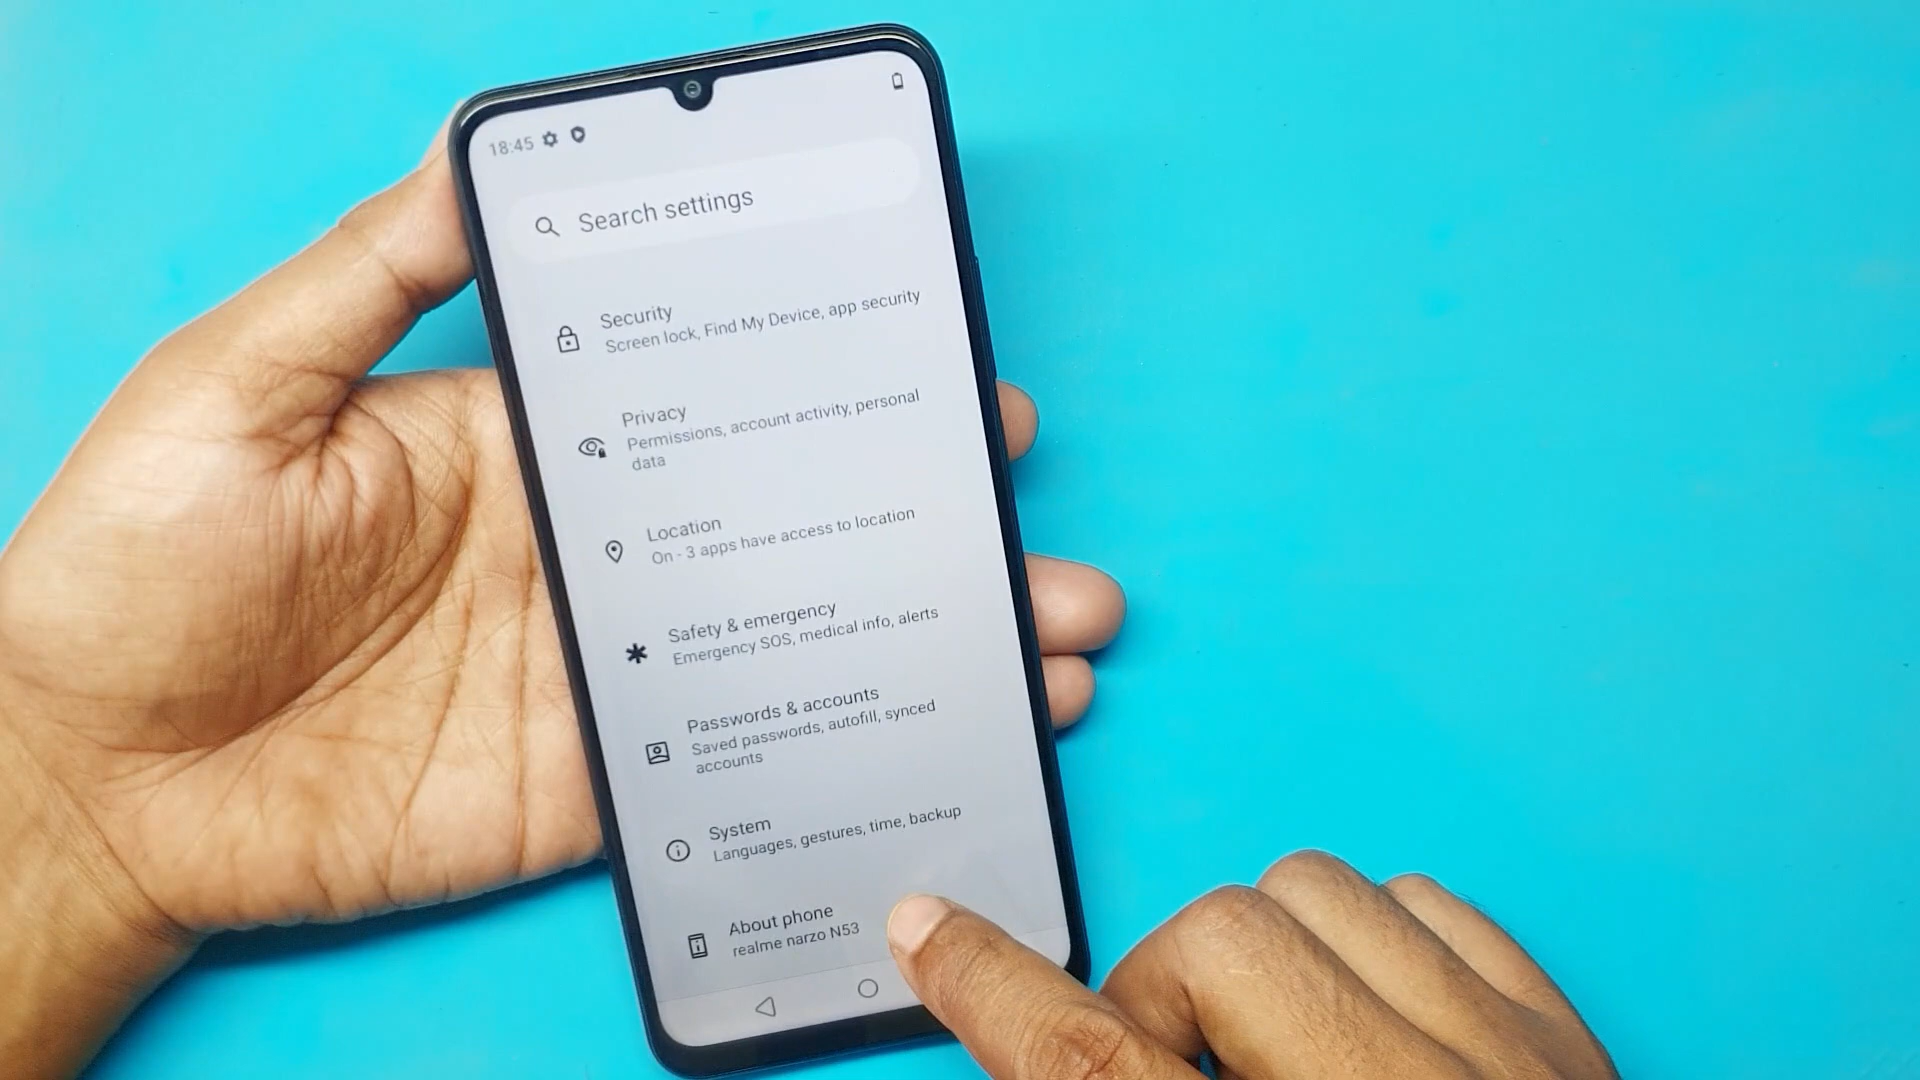 18:45
Search settings
Security
Screen lock, Find My Device, app security
Privacy
Permissions, account activity, personal
data
Location
On - 3 apps have access to location
Safety & emergency
Emergency SOS, medical info, alerts
Passwords & accounts
Saved passwords, autofill, synced
accounts
System
Languages, gestures, time, backup
About phone
realme narzo N53